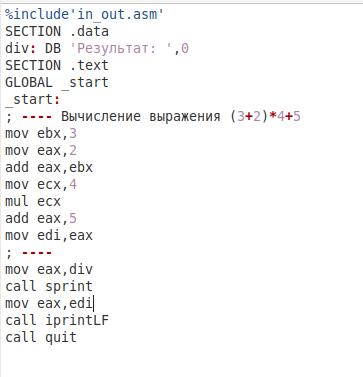 %include'in_out.asm'
SECTION .data
div: DB 'Результат: ',0
SECTION .text
GLOBAL _start
_start:
; ---- Вычисление выражения (3+2)*4+5
mov ebx,3
mov eax,2
add eax,ebx
mov ecx,4
mul ecx
add eax,5
mov edi,eax
; ----
mov eax,div
call sprint
mov eax,edi
call iprintLF
call quit